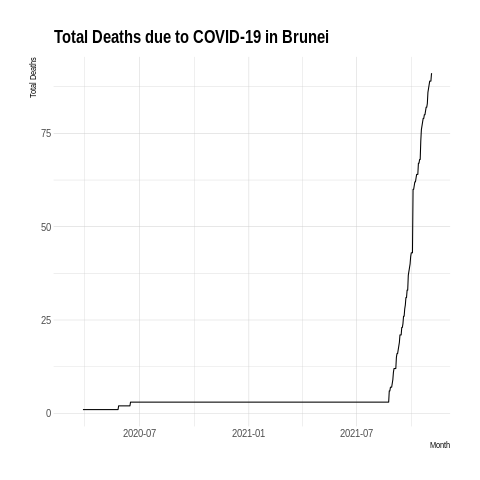 Total Deaths due to COVID-19 in Brunei
Total Deaths
75
50
25
0
2020-07
2021-01
2021-07
Month